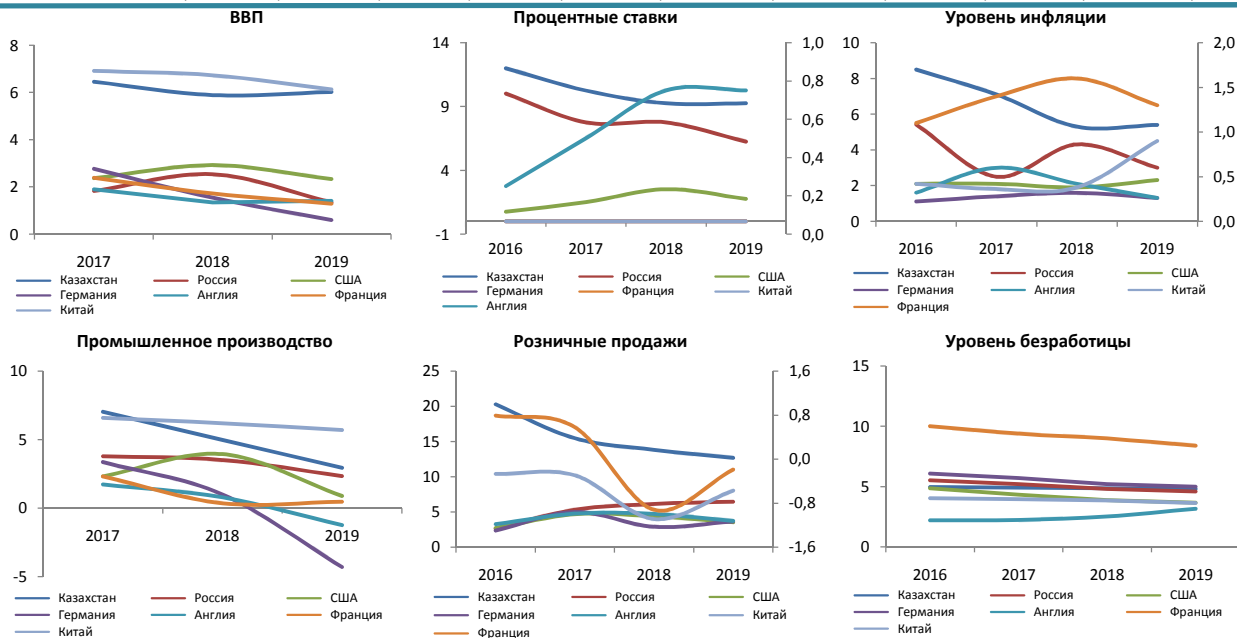 ВВП
8
6
4
2
0
2017 2018 2019
Казахстан Россия США
Германия Англия Франция
Китай
Процентные ставки
14 1,0
0,8
9
0,6
4 0,4
0,2
-1 0,0
2016 2017 2018 2019
Казахстан Россия США
Германия Франция Китай
Англия
Уровень инфляции
10 2,0
8
1,5
6
1,0
4
2 0,5
0 0,0
2016 2017 2018 2019
Казахстан Россия США
Германия Англия Китай
Франция
Промышленное производство
10
5
0
2017 2018 2019
-5
Казахстан Россия США
Германия Англия Франция
Китай
Розничные продажи
25 1,6
20 0,8
15
0,0
10
5 -0,8
0 -1,6
2016 2017 2018 2019
Казахстан Россия США
Германия Англия Китай
Франция
Уровень безработицы
15
10
5
0
2016 2017 2018 2019
Казахстан Россия США
Германия Англия Франция
Китай